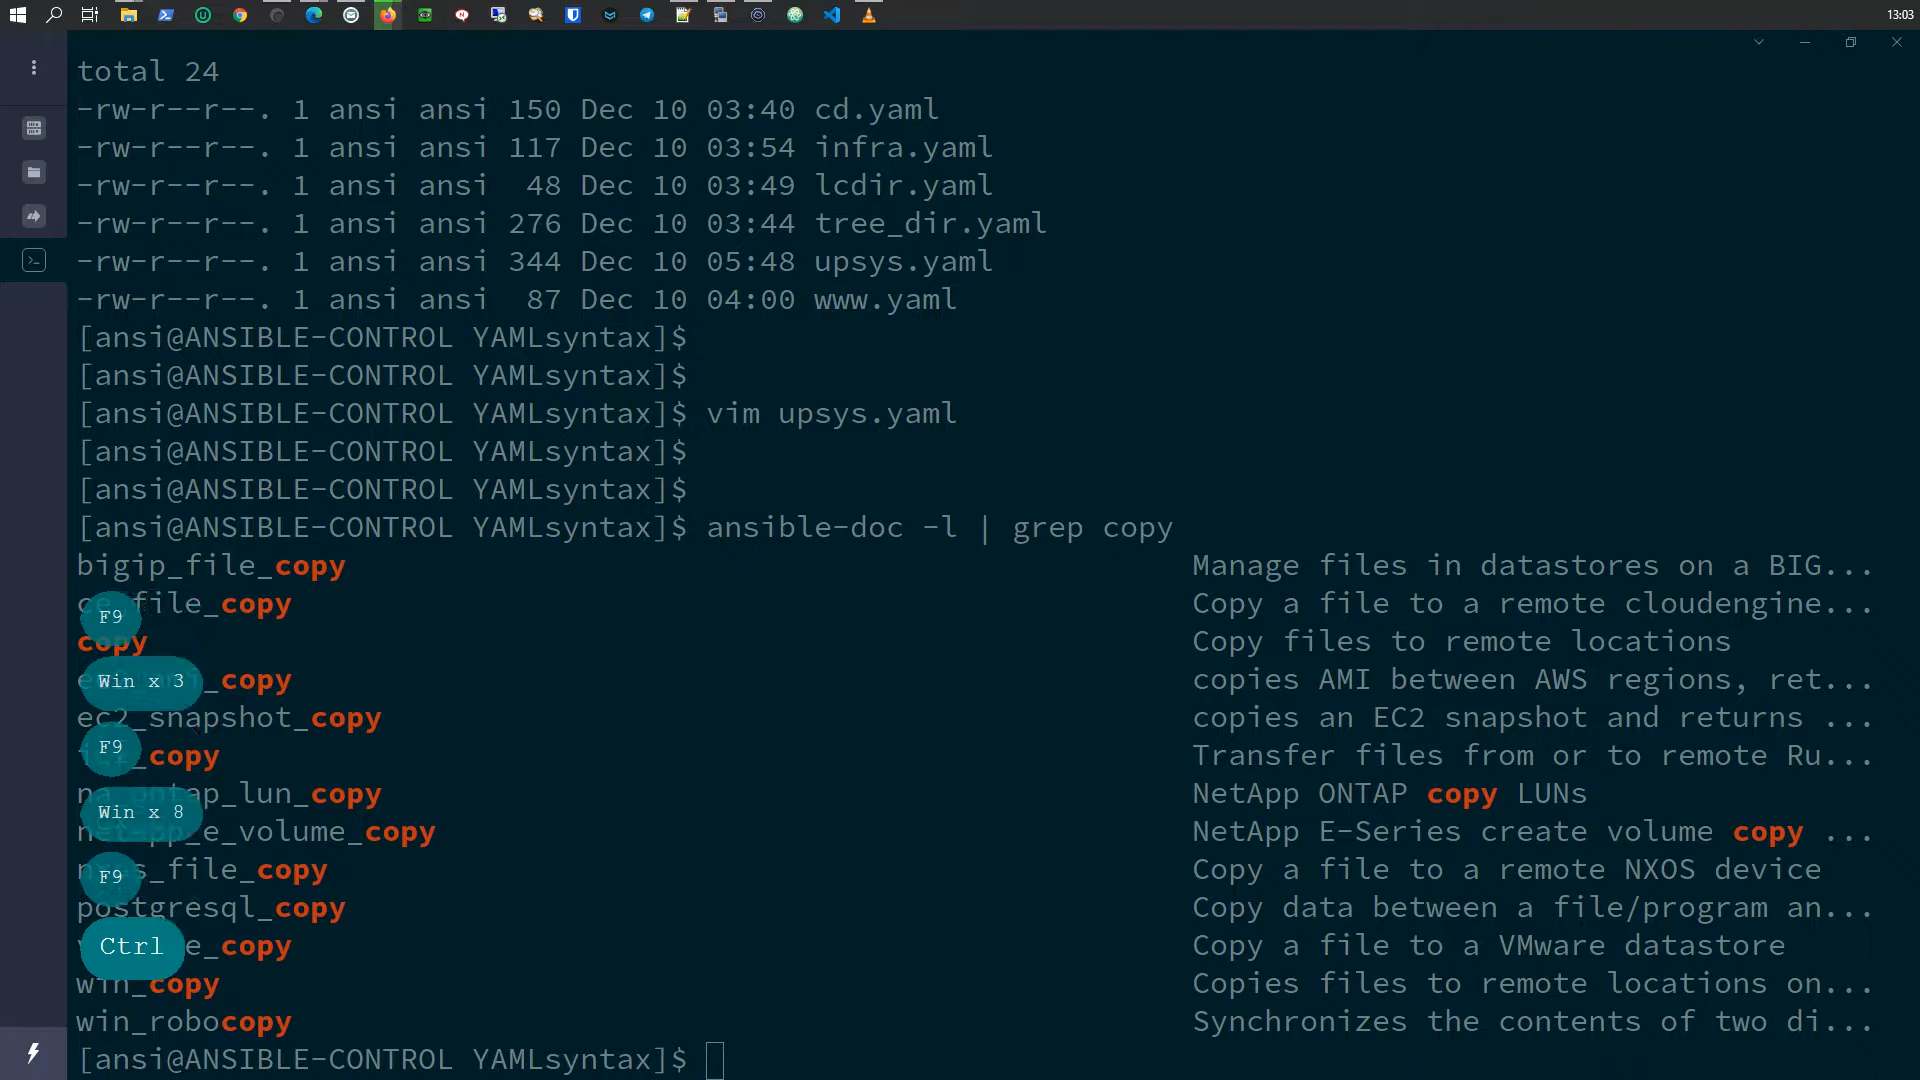 13:03
total 24
-rw-r--r--. 1 ansi ansi 150 Dec 10 03:40 cd.yaml
-rw-r--r--. 1 ansi ansi 117 Dec 10 03:54 infra.yaml
-rw-r--r--. 1 ansi ansi  48 Dec 10 03:49 lcdir.yaml
-rw-r--r--. 1 ansi ansi 276 Dec 10 03:44 tree_dir.yaml
-rw-r--r--. 1 ansi ansi 344 Dec 10 05:48 upsys.yaml
-rw-r--r--. 1 ansi ansi  87 Dec 10 04:00 www.yaml
[ansi@ANSIBLE-CONTROL YAMLsyntax]$
[ansi@ANSIBLE-CONTROL YAMLsyntax]$
[ansi@ANSIBLE-CONTROL YAMLsyntax]$ vim upsys.yaml
[ansi@ANSIBLE-CONTROL YAMLsyntax]$
[ansi@ANSIBLE-CONTROL YAMLsyntax]$
[ansi@ANSIBLE-CONTROL YAMLsyntax]$ ansible-doc -l | grep copy
bigip_file_copy Manage files in datastores on a BIG...
ce_file_copy Copy a file to a remote cloudengine...
F9
copy Copy files to remote locations
_copy copies AMI between AWS regions, ret...
Win x 3
ec2_snapshot_copy copies an EC2 snapshot and returns ...
F9
_copy Transfer files from or to remote Ru...
na_ontap_lun_copy NetApp ONTAP copy LUNs
Win x 8
netapp_e_volume_copy NetApp E-Series create volume copy ...
nxos_file_copy Copy a file to a remote NXOS device
F9
postgresql_copy Copy data between a file/program an...
_copy Copy a file to a VMware datastore
Ctrl
win_copy Copies files to remote locations on...
win_robocopy Synchronizes the contents of two di...
[ansi@ANSIBLE-CONTROL YAMLsyntax]$